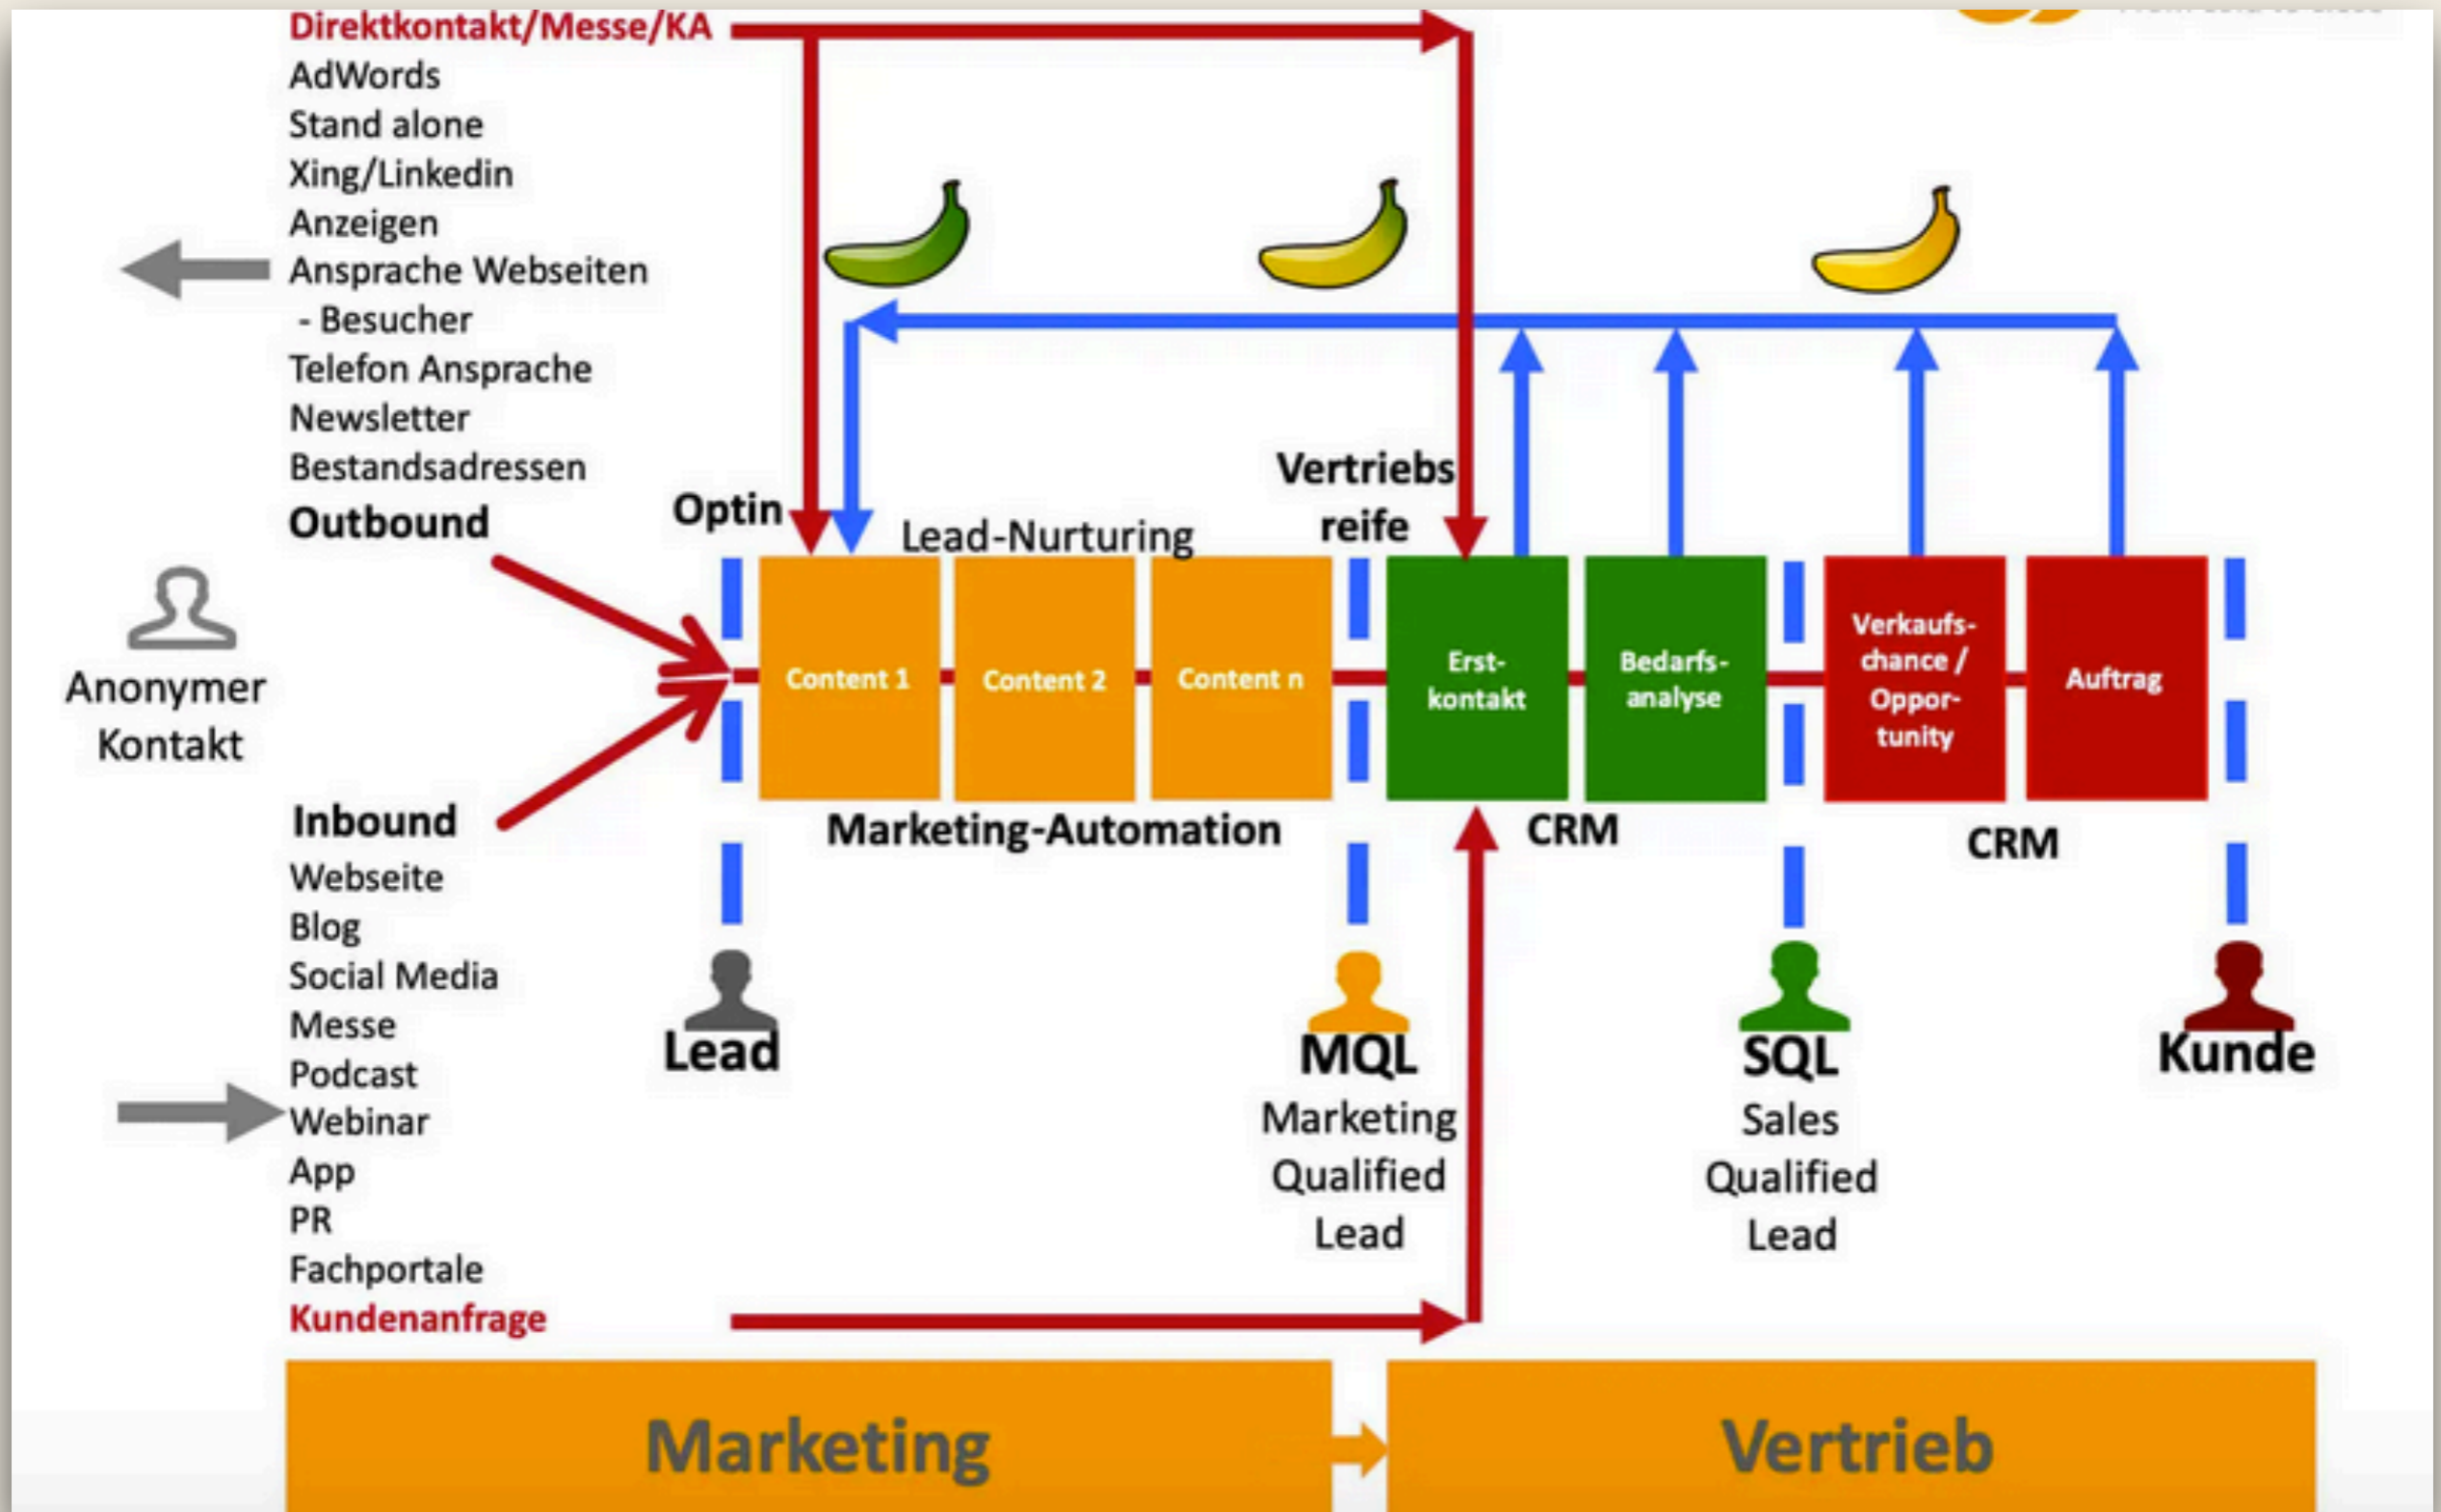 Direktkontakt/Messe/KA
AdWords
Stand alone
Xing/Linkedin
Anzeigen
Ansprache Webseiten
- Besucher
Telefon Ansprache
Newsletter
Bestandsadressen
Outbound
Optin
Lead-Nurturing
Vertriebs
reife
Anonymer
Kontakt
Content 1
Content 2
Content n
Erst-
kontakt
Bedarfs-
analyse
Verkaufs-
chance /
Oppor-
tunity
Auftrag
Marketing-Automation
CRM
CRM
Inbound
Webseite
Blog
Social Media
Messe
Podcast
Webinar
App
PR
Fachportale
Kundenanfrage
Lead
MQL
Marketing
Qualified
Lead
SQL
Sales
Qualified
Lead
Kunde
Marketing
Vertrieb